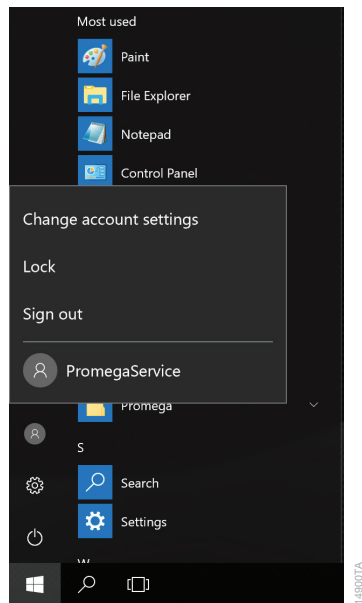 Most used
Paint
File Explorer
Notepad
Control Panel
Change account settings
Lock
Sign out
PromegaService
Promega
S
Search
Settings
W
14900TA